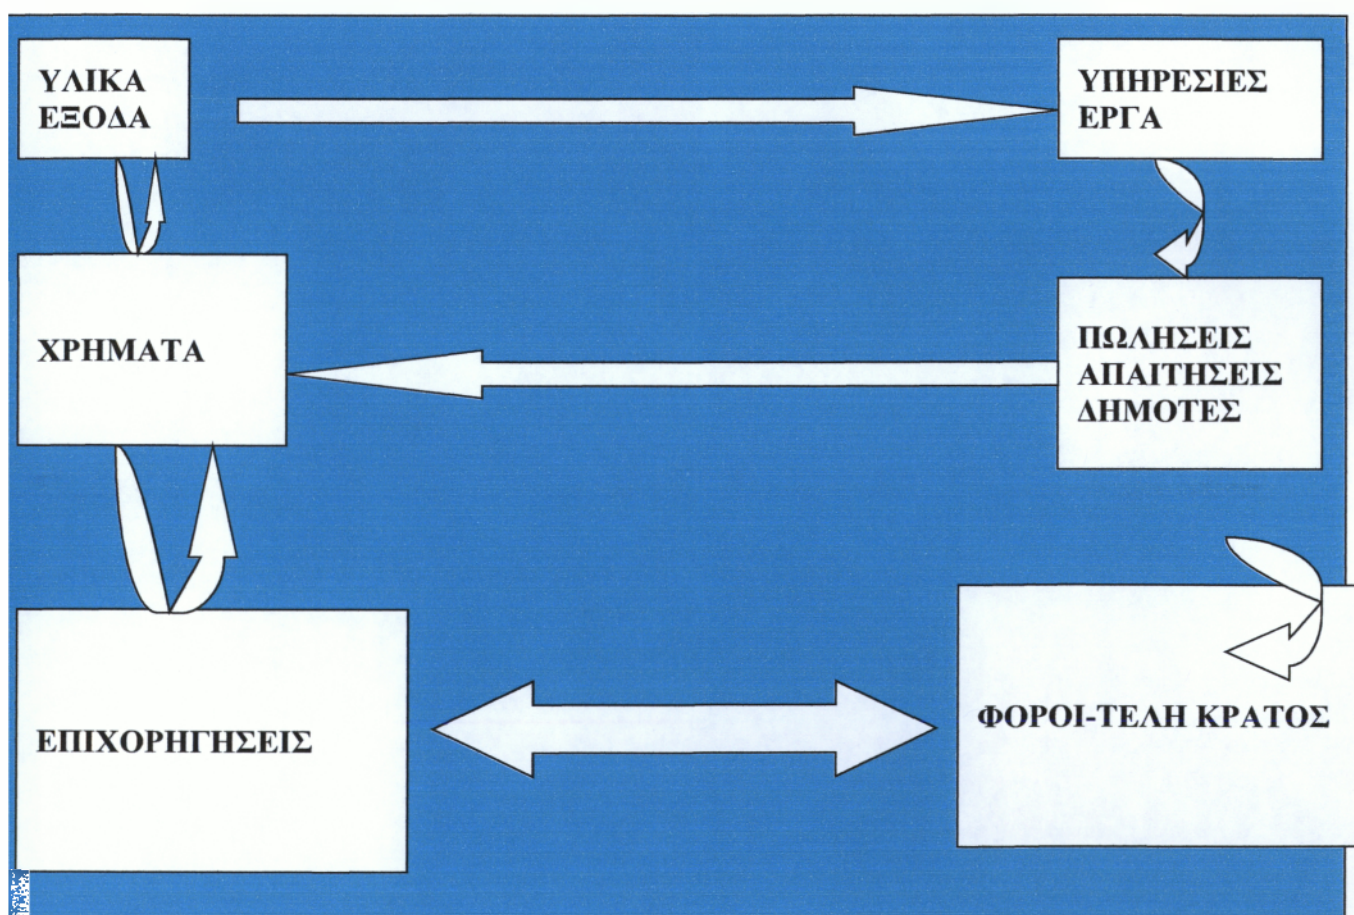 ΥΛΙΚΑ
ΕΞΟΔΑ
ΥΠΗΡΕΣΙΕΣ
ΕΡΓΑ
ΧΡΗΜΑΤΑ
ΠΩΛΗΣΕΙΣ
ΑΠΑΙΤΗΣΕΙΣ
ΔΗΜΟΤΕΣ
ΕΠΙΧΟΡΗΓΗΣΕΙΣ
ΦΟΡΟΙ-ΤΕΛΗ ΚΡΑΤΟΣ